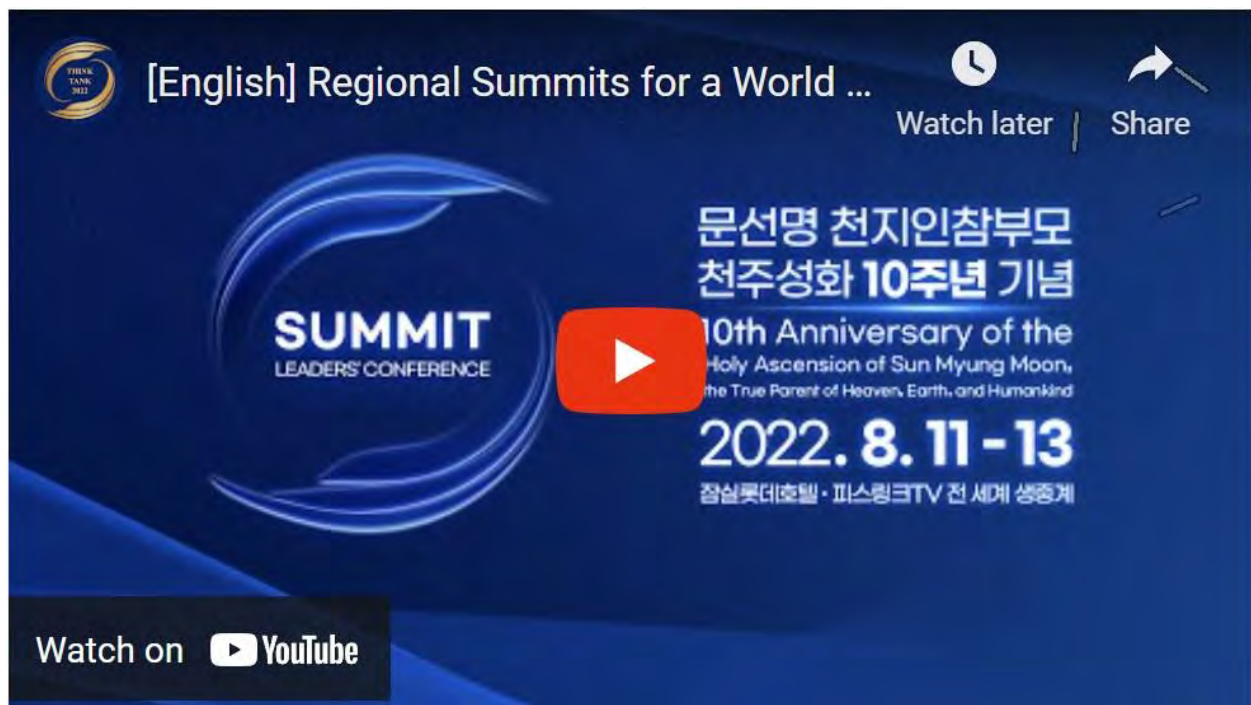 THINK
TANK
2022
[English] Regional Summits for a World ...
Watch later
Share
SUMMIT
LEADERS' CONFERENCE
문선명 천지인참부모
천주성화 10주년 기념
10th Anniversary of the
Holy Ascension of Sun Myung Moon,
the True Parent of Heaven, Earth, and Humankind
2022. 8. 11 - 13
잠실롯데호텔 · 피스링크TV 전 세계 생중계
Watch on YouTube